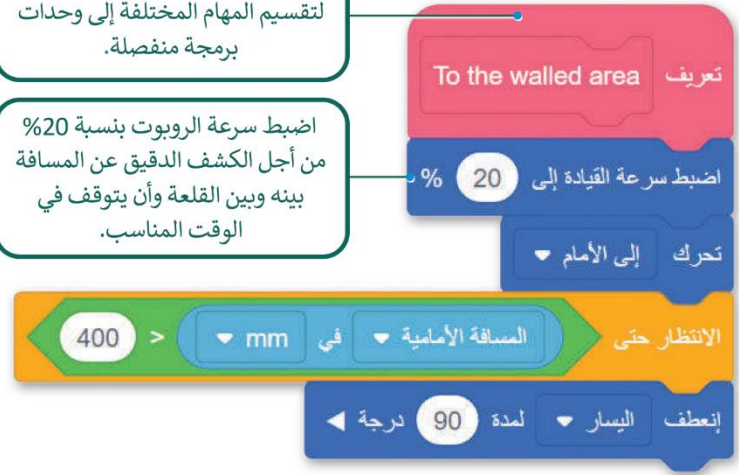 لتقسيم المهام المختلفة إلى وحدات
برمجة منفصلة.
تعريف To the walled area
اضبط سرعة الروبوت بنسبة 20%
من أجل الكشف الدقيق عن المسافة
بينه وبين القلعة وأن يتوقف في
الوقت المناسب.
اضبط سرعة القيادة إلى 20 %
تحرك إلى الأمام
الانتظار حتى المسافة الأمامية في mm < 400
إنعطف اليسار لمدة 90 درجة